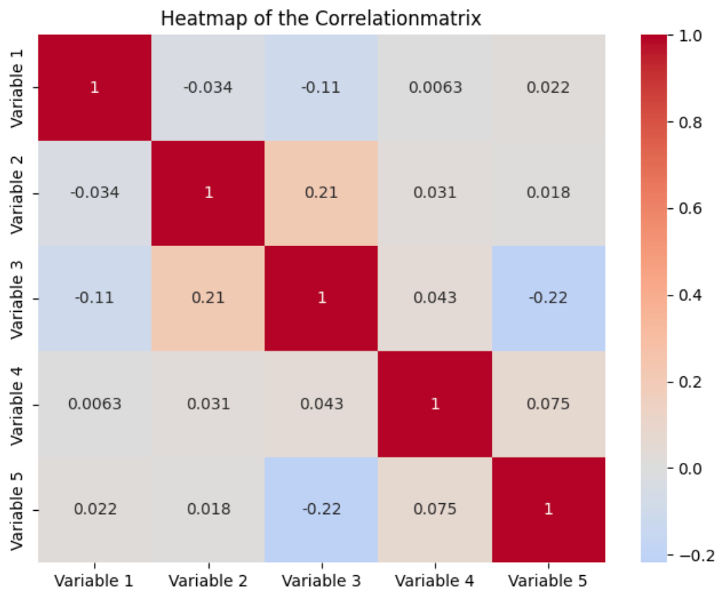 Heatmap of the Correlationmatrix
Variable 1 1 -0.034 -0.11 0.0063 0.022
Variable 2 -0.034 1 0.21 0.031 0.018
Variable 3 -0.11 0.21 1 0.043 -0.22
Variable 4 0.0063 0.031 0.043 1 0.075
Variable 5 0.022 0.018 -0.22 0.075 1
Variable 1 Variable 2 Variable 3 Variable 4 Variable 5
1.0
0.8
0.6
0.4
0.2
0.0
−0.2